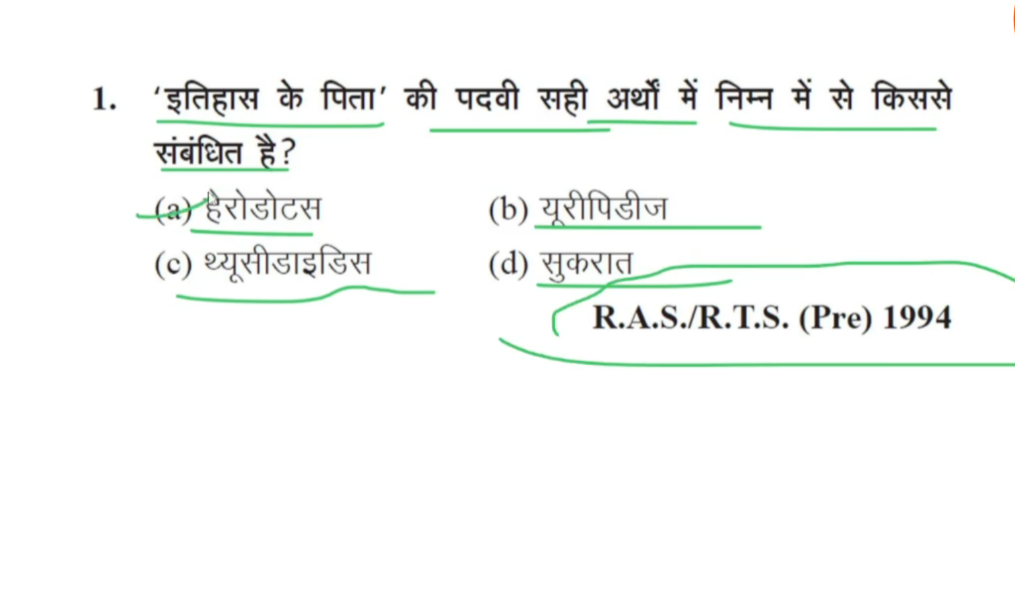 1. 'इतिहास के पिता' की पदवी सही अर्थों में निम्न में से किससे
संबंधित है?
(a) हैरोडोटस (b) यूरीपिडीज
(c) थ्यूसीडाइडिस (d) सुकरात
R.A.S./R.T.S. (Pre) 1994